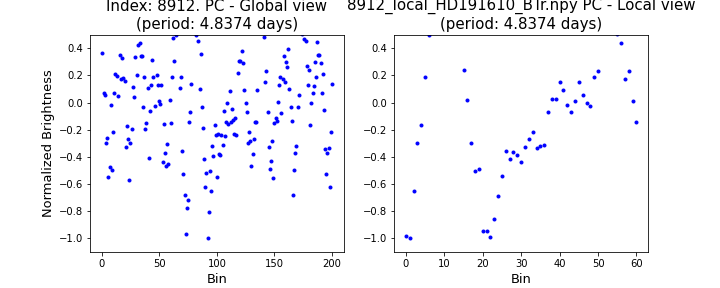 Index: 8912. PC - Global view
(period: 4.8374 days)
8912_local_HD191610_BTr.npy PC - Local view
(period: 4.8374 days)
Normalized Brightness
0.4
0.2
0.0
−0.2
−0.4
−0.6
−0.8
−1.0
0 50 100 150 200
Bin
0.4
0.2
0.0
−0.2
−0.4
−0.6
−0.8
−1.0
0 10 20 30 40 50 60
Bin